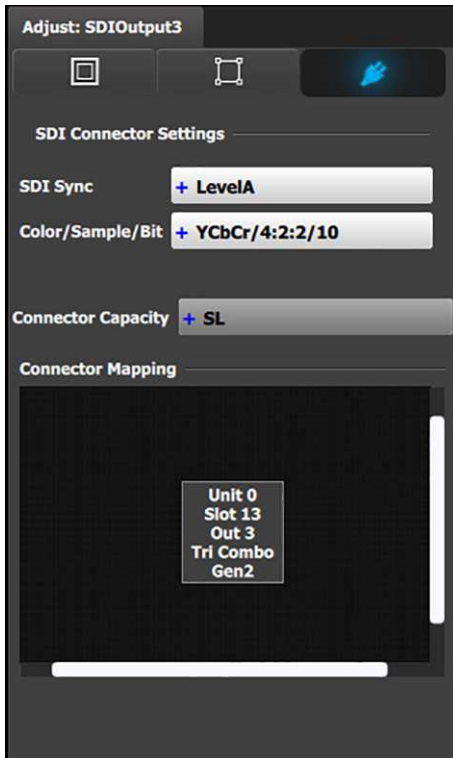 Adjust: SDIOutput3
SDI Connector Settings
SDI Sync + LevelA
Color/Sample/Bit + YCbCr/4:2:2/10
Connector Capacity + SL
Connector Mapping
Unit 0
Slot 13
Out 3
Tri Combo
Gen2